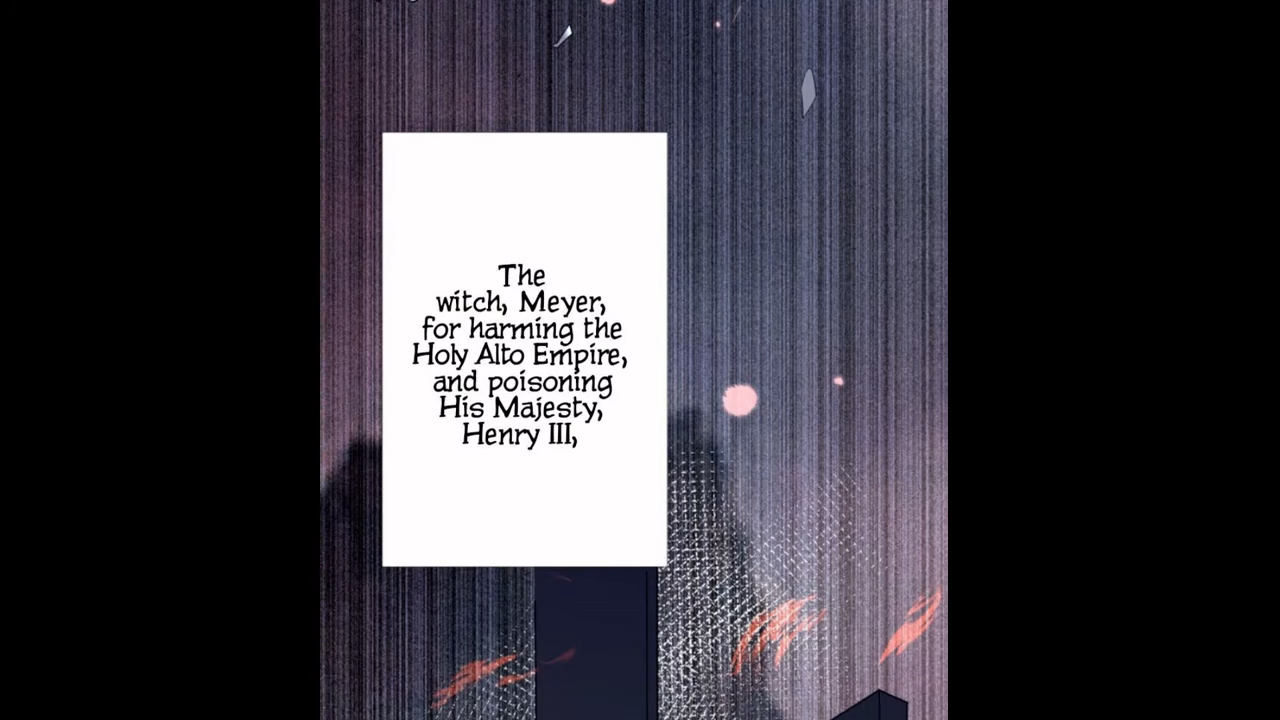 The
witch, Meyer,
for harming the
Holy Alto Empire,
and poisoning
His Majesty,
Henry III,